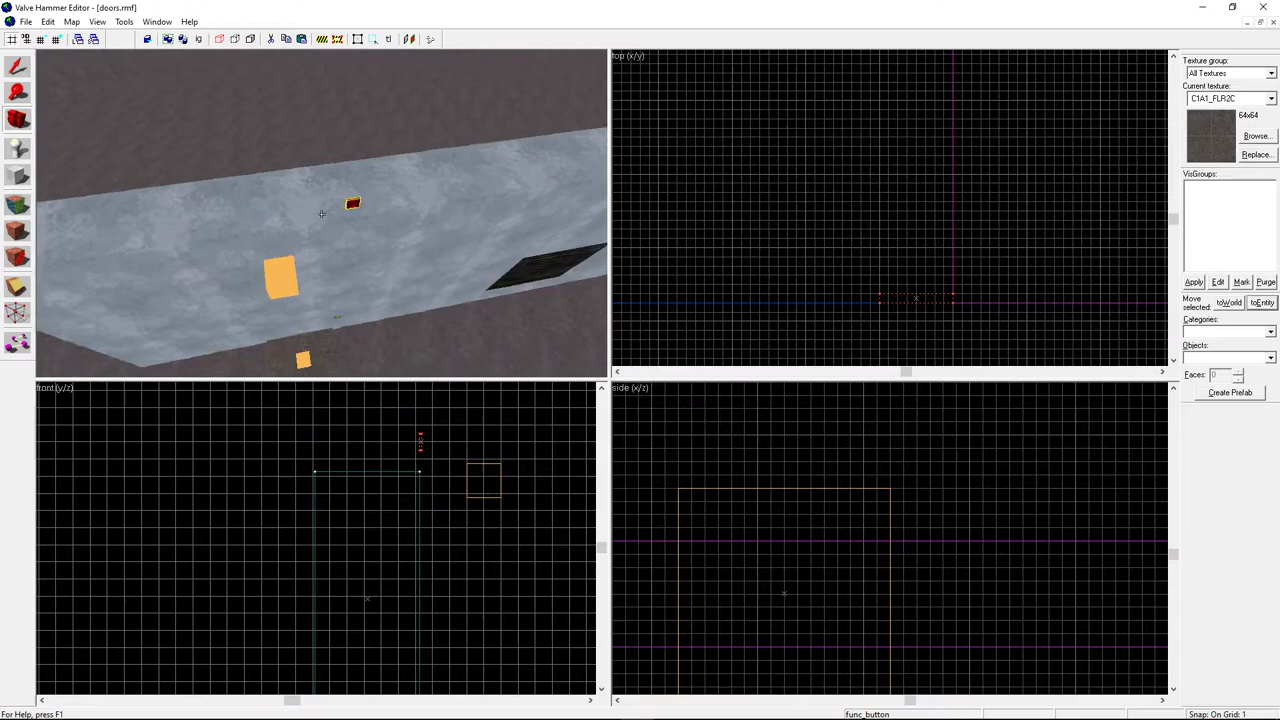 Valve Hammer Editor - [doors.rmf]
File Edit Map View Tools Window Help
top (x/y)
front (y/z)
side (x/z)
Texture group:
All Textures
Current texture:
C1A1_FLR2C
64x64
Browse...
Replace...
VisGroups:
Apply Edit Mark Purge
Move selected:
toWorld toEntity
Categories:
Objects:
Faces: 0
Create Prefab
For Help, press F1
func_button
Snap: On Grid: 1